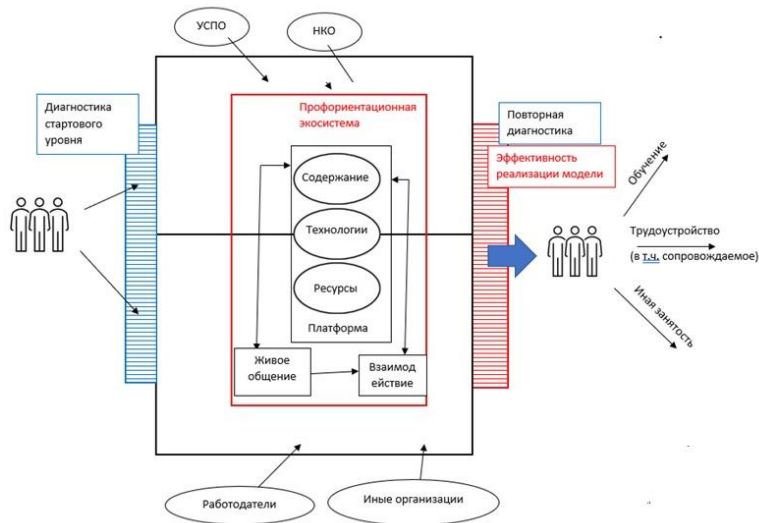 УСПО
НКО
Диагностика
стартового
уровня
Профориентационная
экосистема
Содержание
Технологии
Ресурсы
Платформа
Живое
общение
Взаимод
ействие
Повторная
диагностика
Эффективность
реализации модели
Обучение
Трудоустройство
(в т.ч. сопровождаемое)
Иная занятость
Работодатели
Иные организации